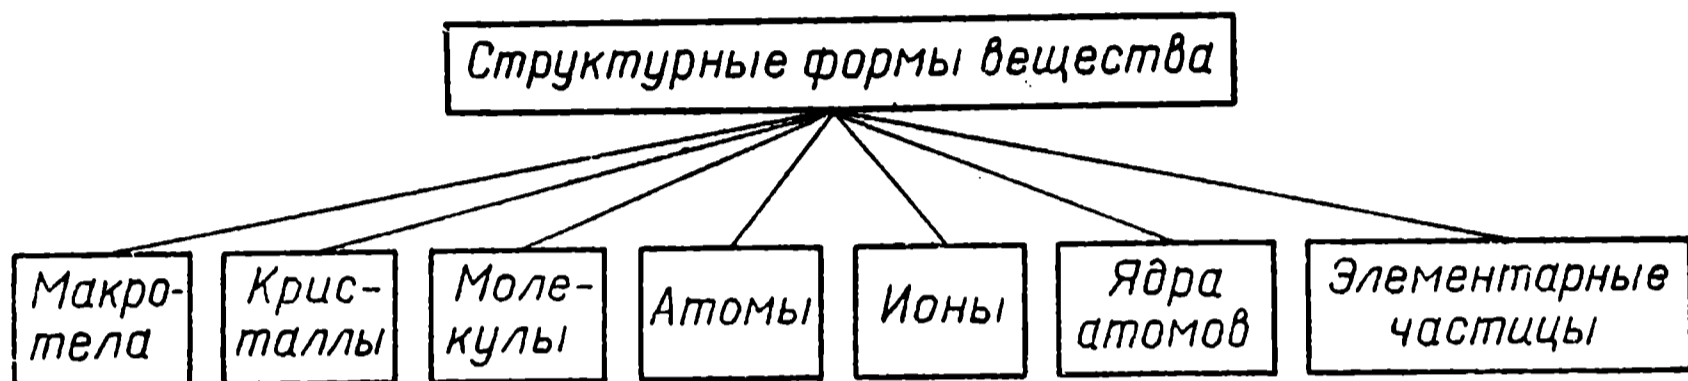 Структурные формы вещества
Макро-
тела
Крис-
таллы
Моле-
кулы
Атомы
Ионы
Ядра
атомов
Элементарные
частицы